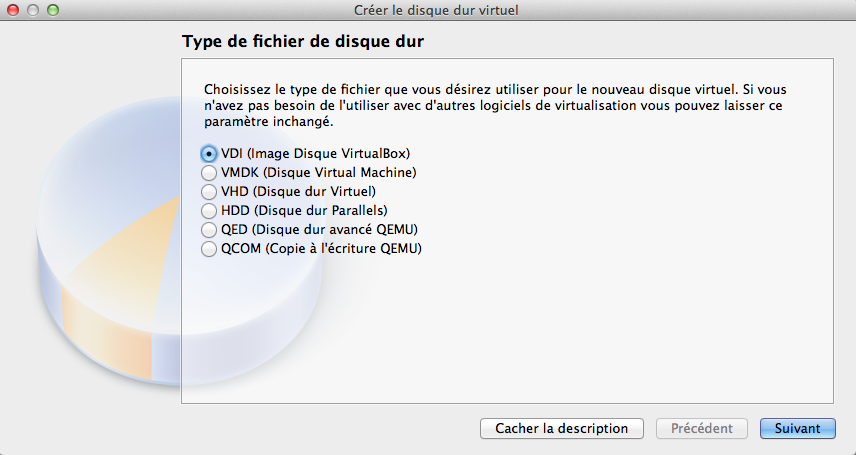 Créer le disque dur virtuel
Type de fichier de disque dur
Choisissez le type de fichier que vous désirez utiliser pour le nouveau disque virtuel. Si vous
n'avez pas besoin de l'utiliser avec d'autres logiciels de virtualisation vous pouvez laisser ce
paramètre inchangé.
VDI (Image Disque VirtualBox)
VMDK (Disque Virtual Machine)
VHD (Disque dur Virtuel)
HDD (Disque dur Parallels)
QED (Disque dur avancé QEMU)
QCOM (Copie à l'écriture QEMU)
Cacher la description
Précédent
Suivant